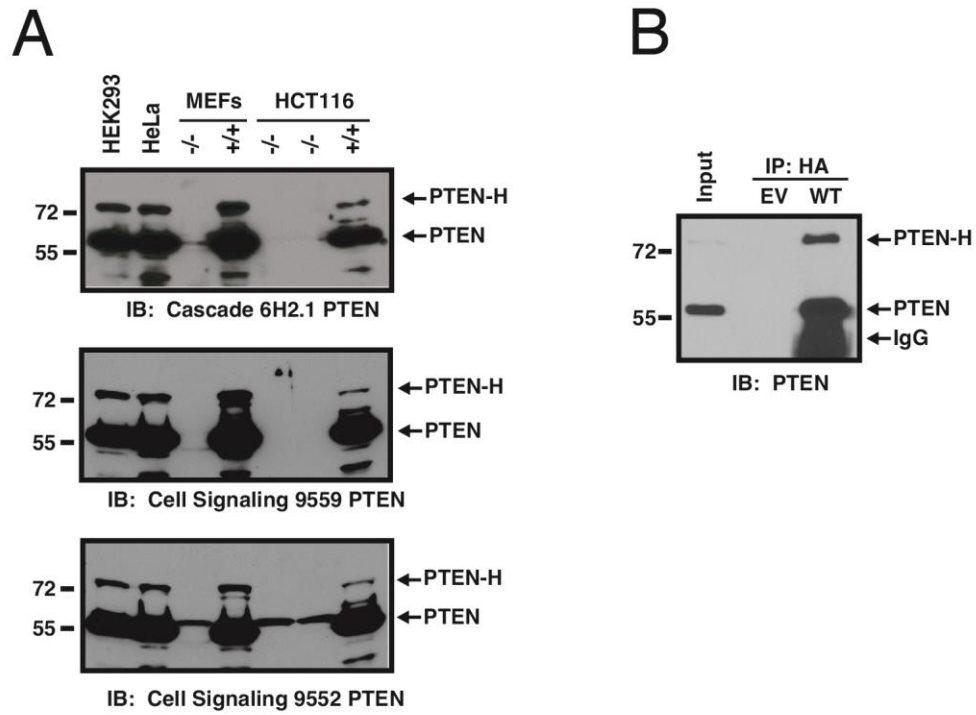 A
HEK293
HeLa
MEFs
-/-
+/+
HCT116
-/-
-/-
+/+
72
55
PTEN-H
PTEN
IB: Cascade 6H2.1 PTEN
72
55
PTEN-H
PTEN
IB: Cell Signaling 9559 PTEN
72
55
PTEN-H
PTEN
IB: Cell Signaling 9552 PTEN
B
Input
IP: HA
EV WT
72
55
PTEN-H
PTEN
IgG
IB: PTEN